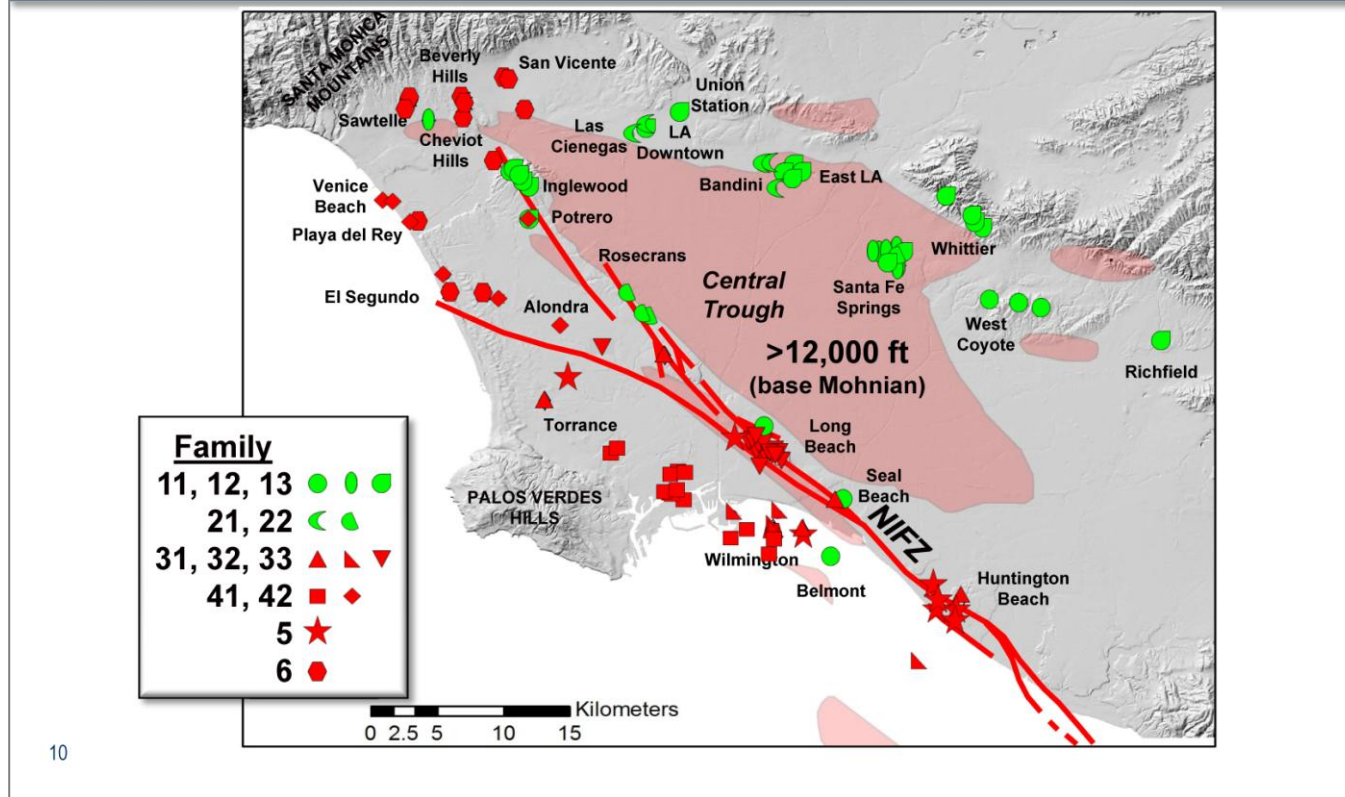 SANTA MONICA
MOUNTAINS
Beverly
Hills
San Vicente
Union
Station
Sawtelle
Cheviot
Hills
Las
Cienegas
LA
Downtown
Bandini
East LA
Venice
Beach
Inglewood
Potrero
Playa del Rey
Whittier
Rosecrans
El Segundo
Alondra
Central
Trough
Santa Fe
Springs
West
Coyote
>12,000 ft
(base Mohnian)
Richfield
Torrance
Long
Beach
PALOS VERDES
HILLS
Seal
Beach
NIFZ
Wilmington
Belmont
Huntington
Beach
Family
11, 12, 13
21, 22
31, 32, 33
41, 42
5
6
Kilometers
0 2.5 5 10 15
10